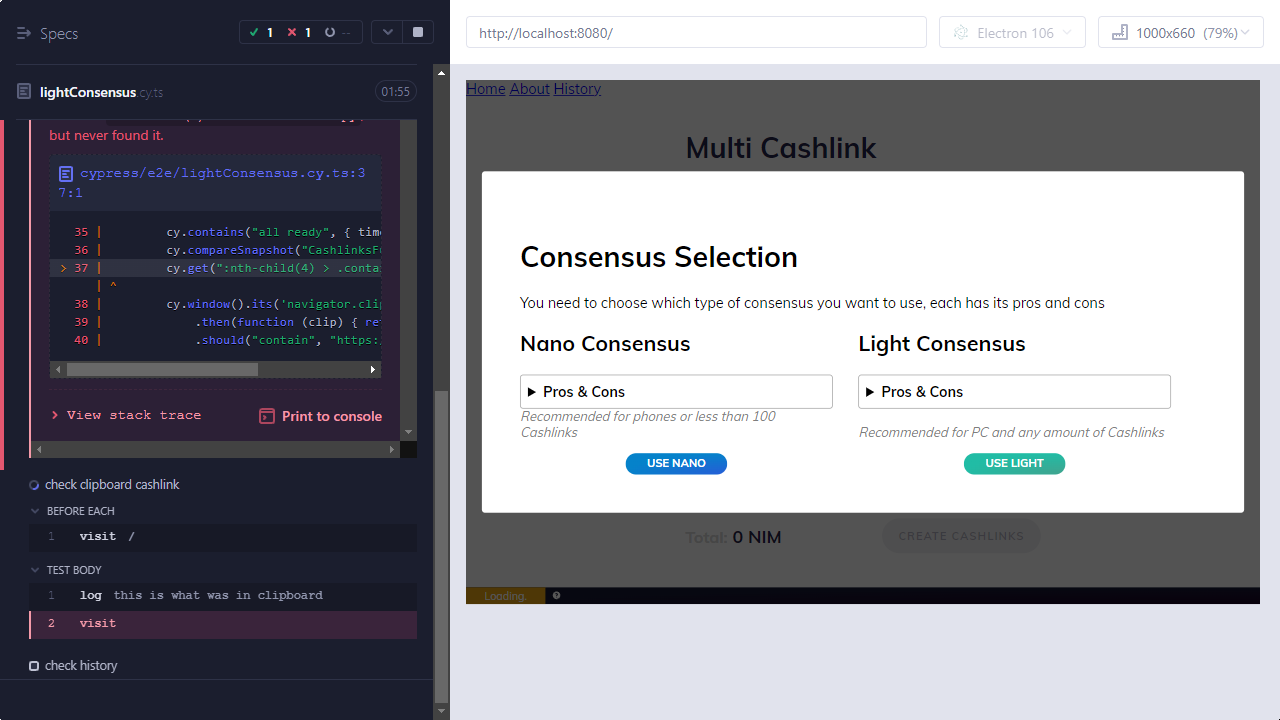 Specs
1
1
--
lightConsensus.cy.ts
01:55
but never found it.
cypress/e2e/lightConsensus.cy.ts:3
7:1
35 | cy.contains("all ready", { time
36 | cy.compareSnapshot("CashlinksFu
> 37 | cy.get(":nth-child(4) > .contai
| ^
38 | cy.window().its('navigator.clip
39 | .then(function (clip) { ret
40 | .should("contain", "https:
> View stack trace
Print to console
check clipboard cashlink
BEFORE EACH
1 visit /
TEST BODY
1 log this is what was in clipboard
2 visit
check history
http://localhost:8080/
Electron 106
1000x660 (79%)
Home About History
Multi Cashlink
Consensus Selection
You need to choose which type of consensus you want to use, each has its pros and cons
Nano Consensus
Pros & Cons
Recommended for phones or less than 100
Cashlinks
USE NANO
Light Consensus
Pros & Cons
Recommended for PC and any amount of Cashlinks
USE LIGHT
Total: 0 NIM
CREATE CASHLINKS
Loading.